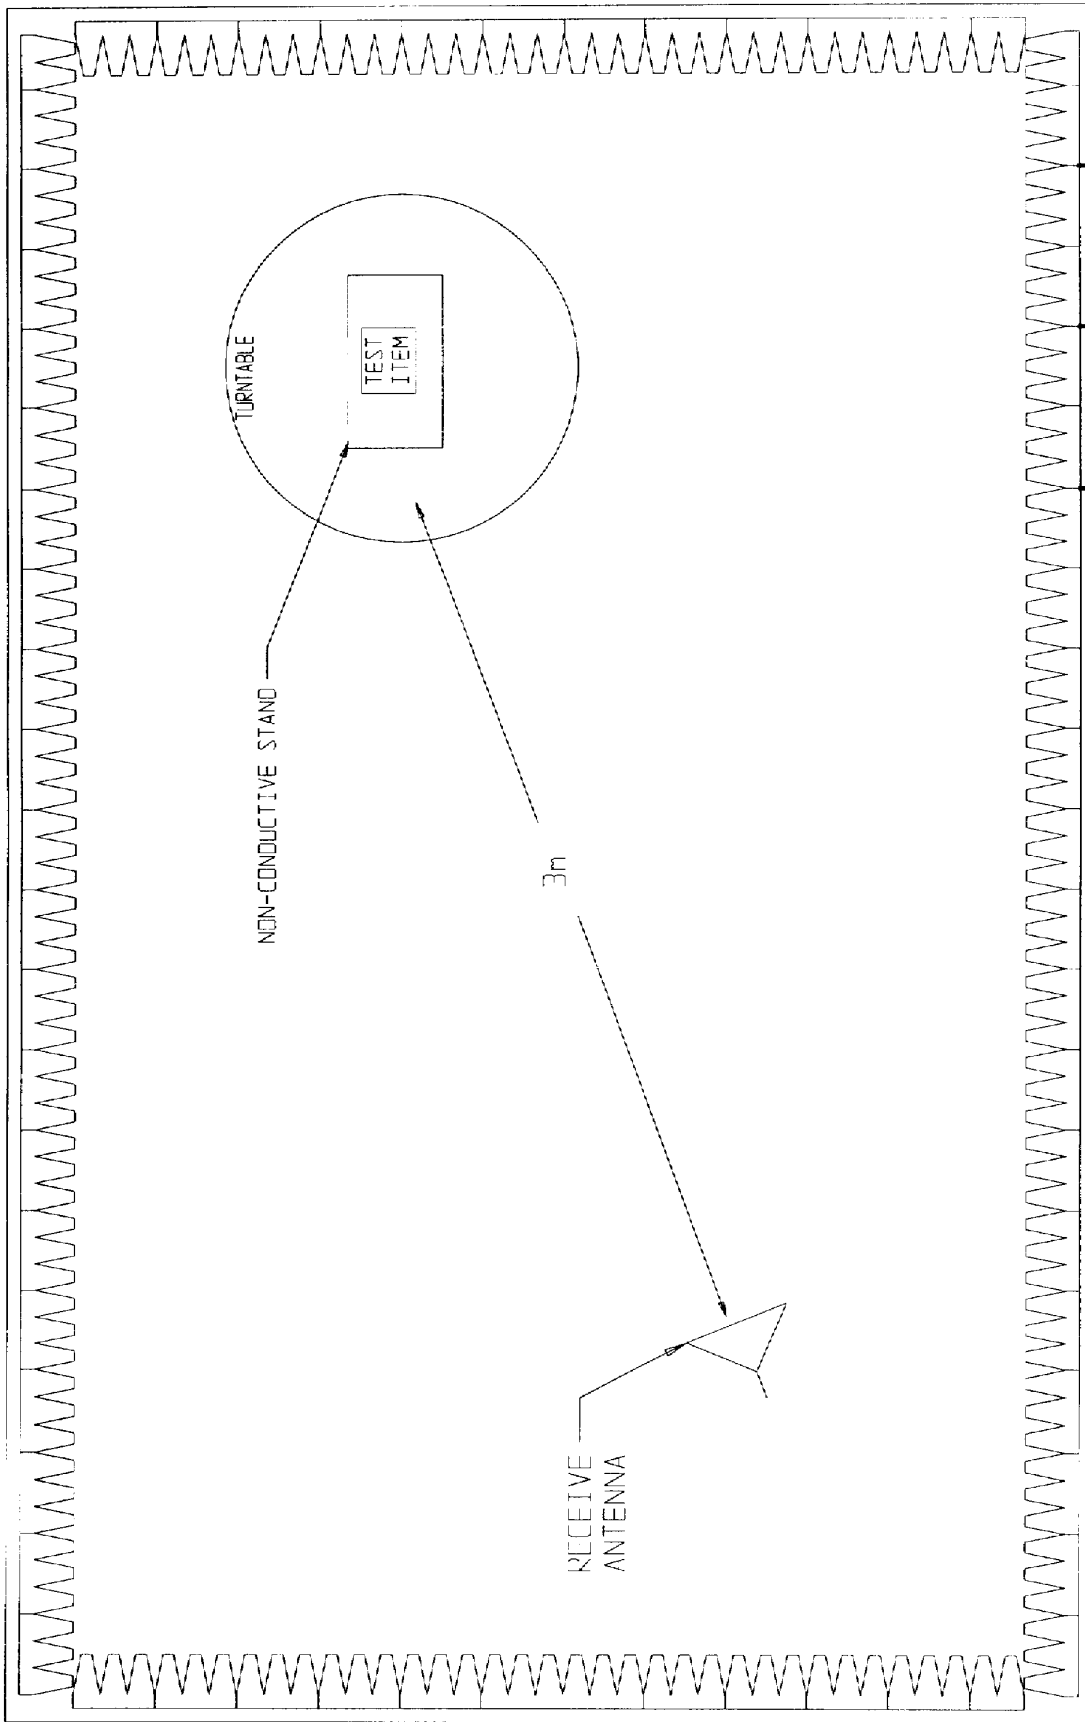 TURNTABLE
TEST
ITEM
NON-CONDUCTIVE STAND
3m
RECEIVE
ANTENNA